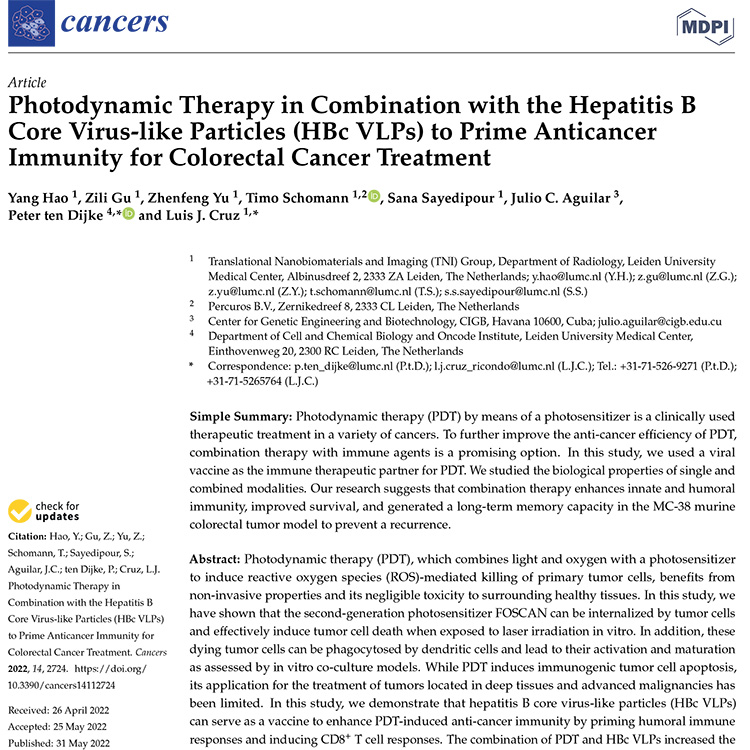 cancers
MDPI
Article
Photodynamic Therapy in Combination with the Hepatitis B
Core Virus-like Particles (HBc VLPs) to Prime Anticancer
Immunity for Colorectal Cancer Treatment
Yang Hao 1, Zili Gu 1, Zhenfeng Yu 1, Timo Schomann 1,2, Sana Sayedipour 1, Julio C. Aguilar 3,
Peter ten Dijke 4,* and Luis J. Cruz 1,*
1 Translational Nanobiomaterials and Imaging (TNI) Group, Department of Radiology, Leiden University
Medical Center, Albinusdreef 2, 2333 ZA Leiden, The Netherlands; y.hao@lumc.nl (Y.H.); z.gu@lumc.nl (Z.G.);
z.yu@lumc.nl (Z.Y.); t.schomann@lumc.nl (T.S.); s.s.sayedipour@lumc.nl (S.S.)
2 Percuros B.V., Zernikedreef 8, 2333 CL Leiden, The Netherlands
3 Center for Genetic Engineering and Biotechnology, CIGB, Havana 10600, Cuba; julio.aguilar@cigb.edu.cu
4 Department of Cell and Chemical Biology and Oncode Institute, Leiden University Medical Center,
Einthovenweg 20, 2300 RC Leiden, The Netherlands
* Correspondence: p.ten_dijke@lumc.nl (P.t.D.); l.j.cruz_ricondo@lumc.nl (L.J.C.); Tel.: +31-71-526-9271 (P.t.D.);
+31-71-5265764 (L.J.C.)
Simple Summary: Photodynamic therapy (PDT) by means of a photosensitizer is a clinically used
therapeutic treatment in a variety of cancers. To further improve the anti-cancer efficiency of PDT,
combination therapy with immune agents is a promising option. In this study, we used a viral
vaccine as the immune therapeutic partner for PDT. We studied the biological properties of single and
combined modalities. Our research suggests that combination therapy enhances innate and humoral
immunity, improved survival, and generated a long-term memory capacity in the MC-38 murine
colorectal tumor model to prevent a recurrence.
check for
updates
Citation: Hao, Y.; Gu, Z.; Yu, Z.;
Schomann, T.; Sayedipour, S.;
Aguilar, J.C.; ten Dijke, P.; Cruz, L.J.
Photodynamic Therapy in
Combination with the Hepatitis B
Core Virus-like Particles (HBc VLPs)
to Prime Anticancer Immunity for
Colorectal Cancer Treatment. Cancers
2022, 14, 2724. https://doi.org/
10.3390/cancers14112724
Received: 26 April 2022
Accepted: 25 May 2022
Published: 31 May 2022
Abstract: Photodynamic therapy (PDT), which combines light and oxygen with a photosensitizer
to induce reactive oxygen species (ROS)-mediated killing of primary tumor cells, benefits from
non-invasive properties and its negligible toxicity to surrounding healthy tissues. In this study, we
have shown that the second-generation photosensitizer FOSCAN can be internalized by tumor cells
and effectively induce tumor cell death when exposed to laser irradiation in vitro. In addition, these
dying tumor cells can be phagocytosed by dendritic cells and lead to their activation and maturation
as assessed by in vitro co-culture models. While PDT induces immunogenic tumor cell apoptosis,
its application for the treatment of tumors located in deep tissues and advanced malignancies has
been limited. In this study, we demonstrate that hepatitis B core virus-like particles (HBc VLPs)
can serve as a vaccine to enhance PDT-induced anti-cancer immunity by priming humoral immune
responses and inducing CD8+ T cell responses. The combination of PDT and HBc VLPs increased the